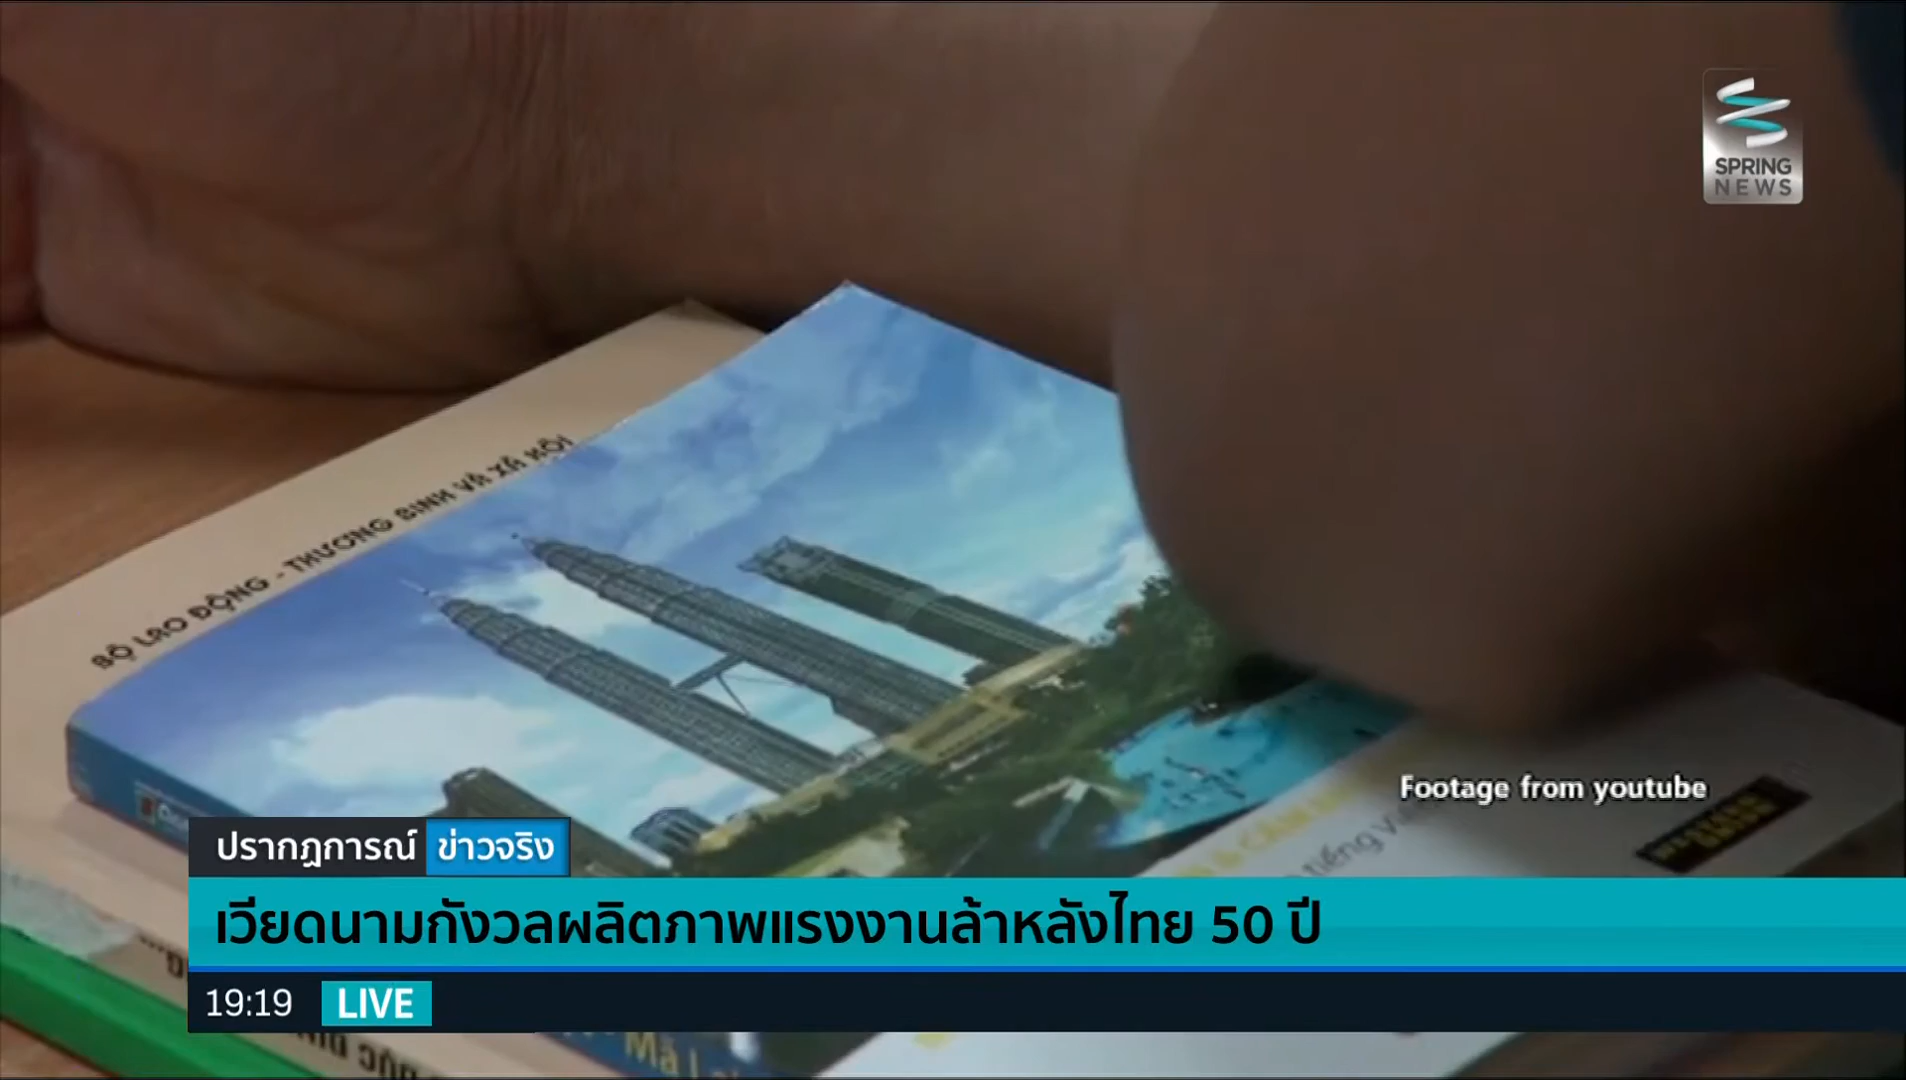 SPRING
NEWS
BỘ LAO ĐỘNG - THƯƠNG BINH VÀ XÃ HỘI
Footage from youtube
tiếng
ปรากฏการณ์ ข่าวจริง
เวียดนามกังวลผลิตภาพแรงงานล้าหลังไทย 50 ปี
19:19 LIVE